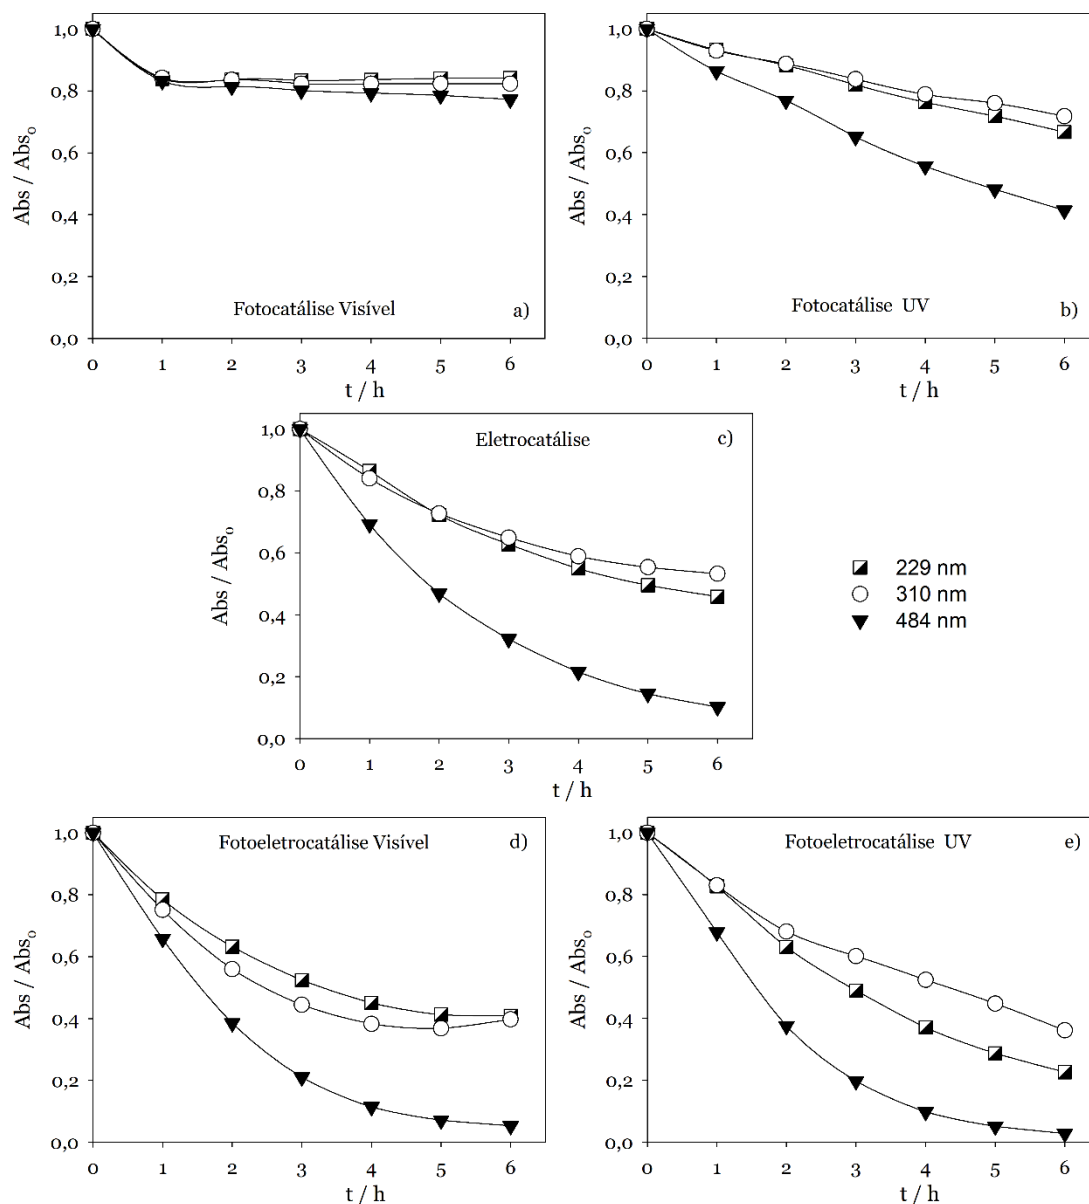 1,0
0,8
0,6
0,4
0,2
0,0
Abs / Abs₀
Fotocatálise Visível
a)
0 1 2 3 4 5 6
t / h
1,0
0,8
0,6
0,4
0,2
0,0
Abs / Abs₀
Fotocatálise UV
b)
0 1 2 3 4 5 6
t / h
1,0
0,8
0,6
0,4
0,2
0,0
Abs / Abs₀
Eletrocatálise
c)
0 1 2 3 4 5 6
t / h
229 nm
310 nm
484 nm
1,0
0,8
0,6
0,4
0,2
0,0
Abs / Abs₀
Fotoeletrocatálise Visível
d)
0 1 2 3 4 5 6
t / h
1,0
0,8
0,6
0,4
0,2
0,0
Abs / Abs₀
Fotoeletrocatálise UV
e)
0 1 2 3 4 5 6
t / h